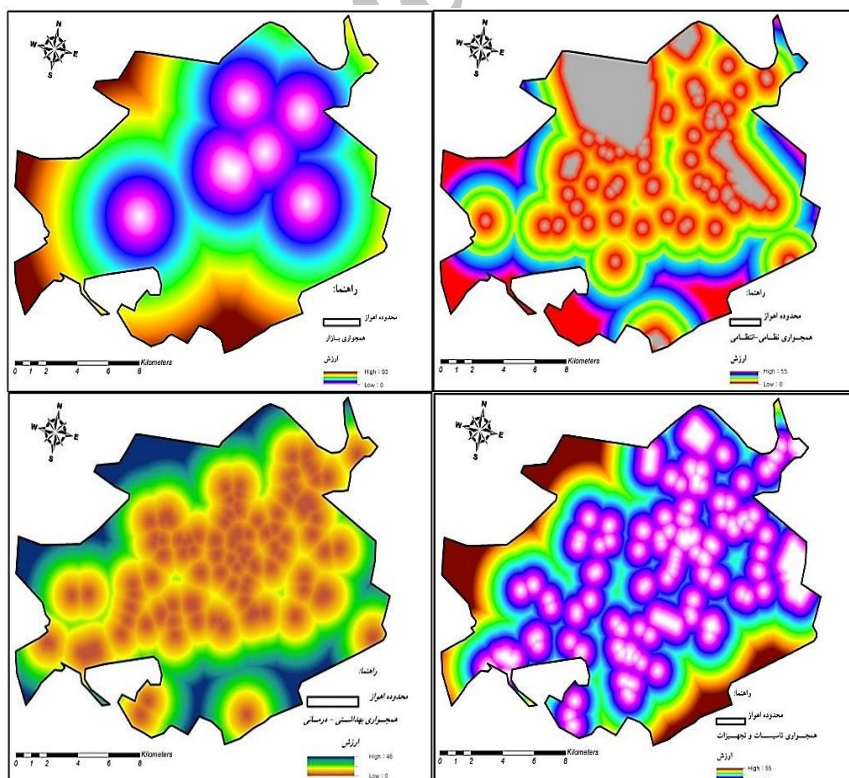 N
W E
S
راهنما:
محدوده اهواز
همجواری بازار
ارزش
High : 93
Low : 0
Kilometers
0 1 2 4 6 8
N
W E
S
راهنما:
محدوده اهواز
همجواری نظامی-انتظامی
ارزش
High : 55
Low : 0
Kilometers
0 1 2 4 6 8
N
W E
S
راهنما:
محدوده اهواز
همجواری بهداشتی - درمانی
ارزش
High : 46
Low : 0
Kilometers
0 1 2 4 6 8
N
W E
S
راهنما:
محدوده اهواز
همجواری تاسیسات و تجهیزات
ارزش
High : 55
Kilometers
0 1 2 4 6 8